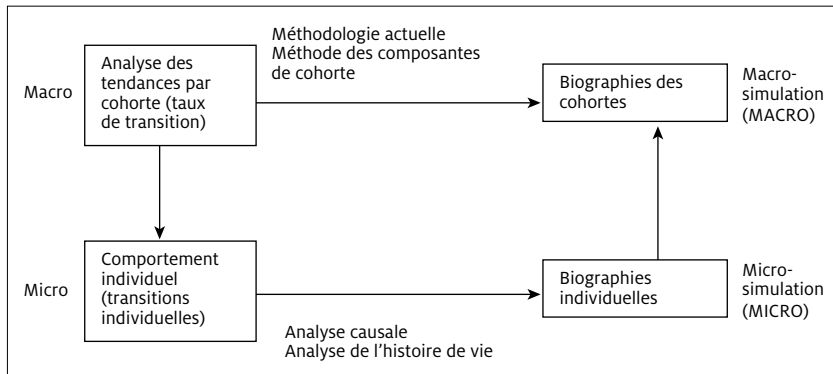 Méthodologie actuelle
Méthode des composantes
de cohorte
Macro
Analyse des
tendances par
cohorte (taux
de transition)
Biographies des
cohortes
Macro-
simulation
(MACRO)
Micro
Comportement
individuel
(transitions
individuelles)
Biographies
individuelles
Micro-
simulation
(MICRO)
Analyse causale
Analyse de l’histoire de vie